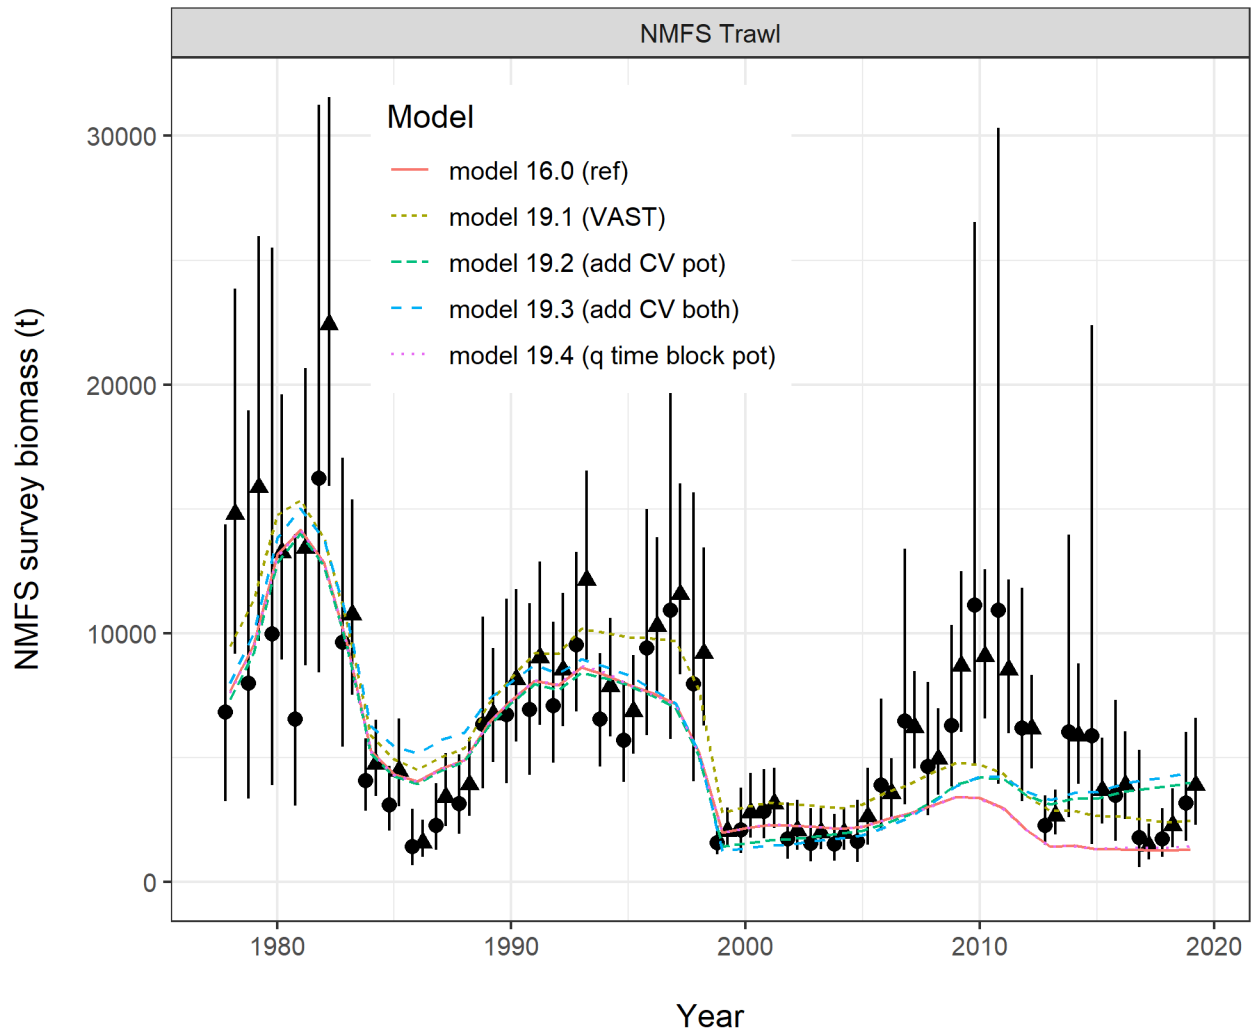 NMFS Trawl
Model
model 16.0 (ref)
model 19.1 (VAST)
model 19.2 (add CV pot)
model 19.3 (add CV both)
model 19.4 (q time block pot)
NMFS survey biomass (t)
30000
20000
10000
0
1980 1990 2000 2010 2020
Year